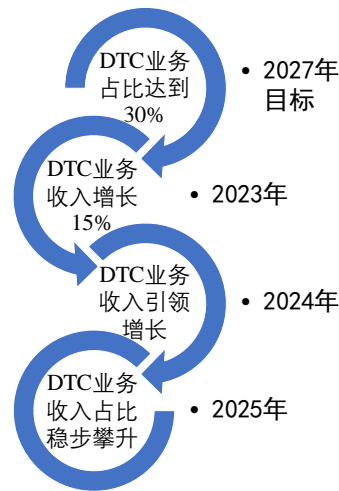 DTC业务
占比达到
30%
• 2027年
目标
DTC业务
收入增长
15%
• 2023年
DTC业务
收入引领
增长
• 2024年
DTC业务
收入占比
稳步攀升
• 2025年